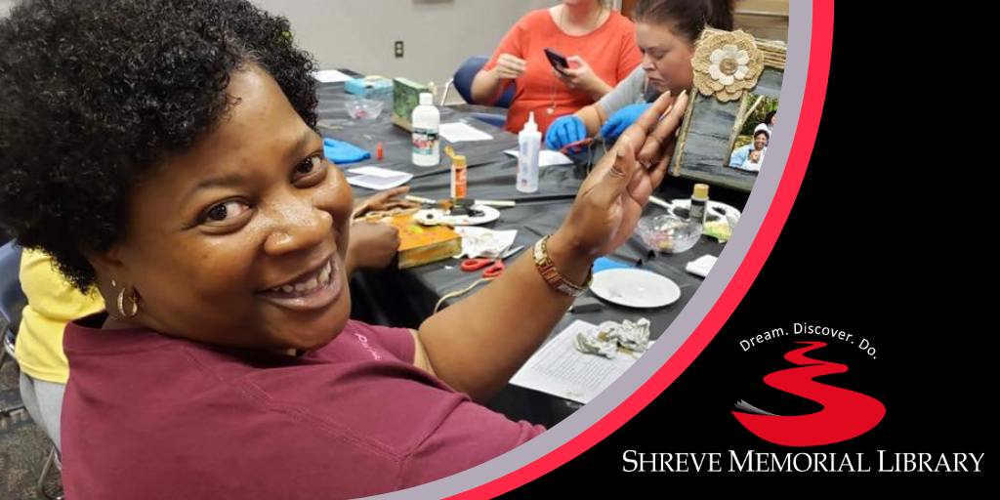 Dream. Discover. Do.
SHREVE MEMORIAL LIBRARY